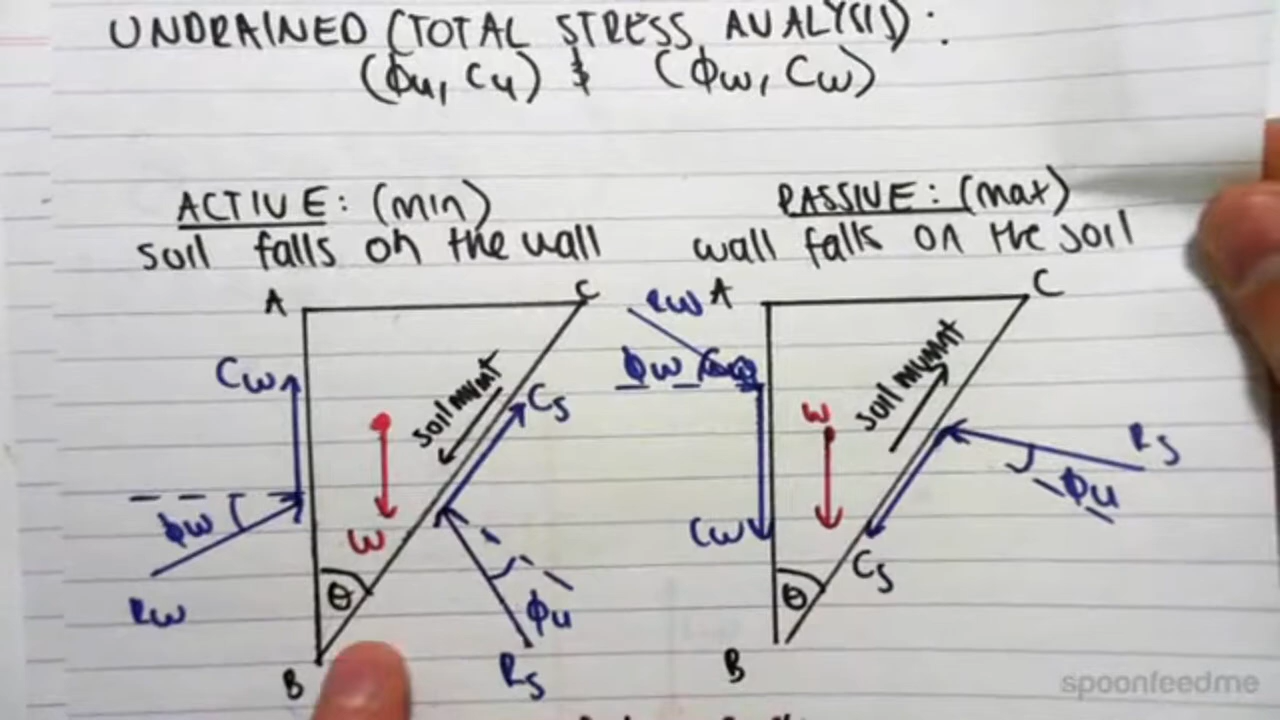 UNDRAINED (TOTAL STRESS ANALYSIS):
(ϕu, Cu) & (ϕw, Cw)
ACTIVE: (min)
soil falls on the wall
A C
Cw
soil mvmt
Cs
ϕw
W
Rw
θ
ϕu
B
Rs
PASSIVE: (max)
wall falls on the soil
Rw A C
ϕw
soil mvmnt
W
Rs
ϕu
Cw
Cs
θ
B
spoonfeedme